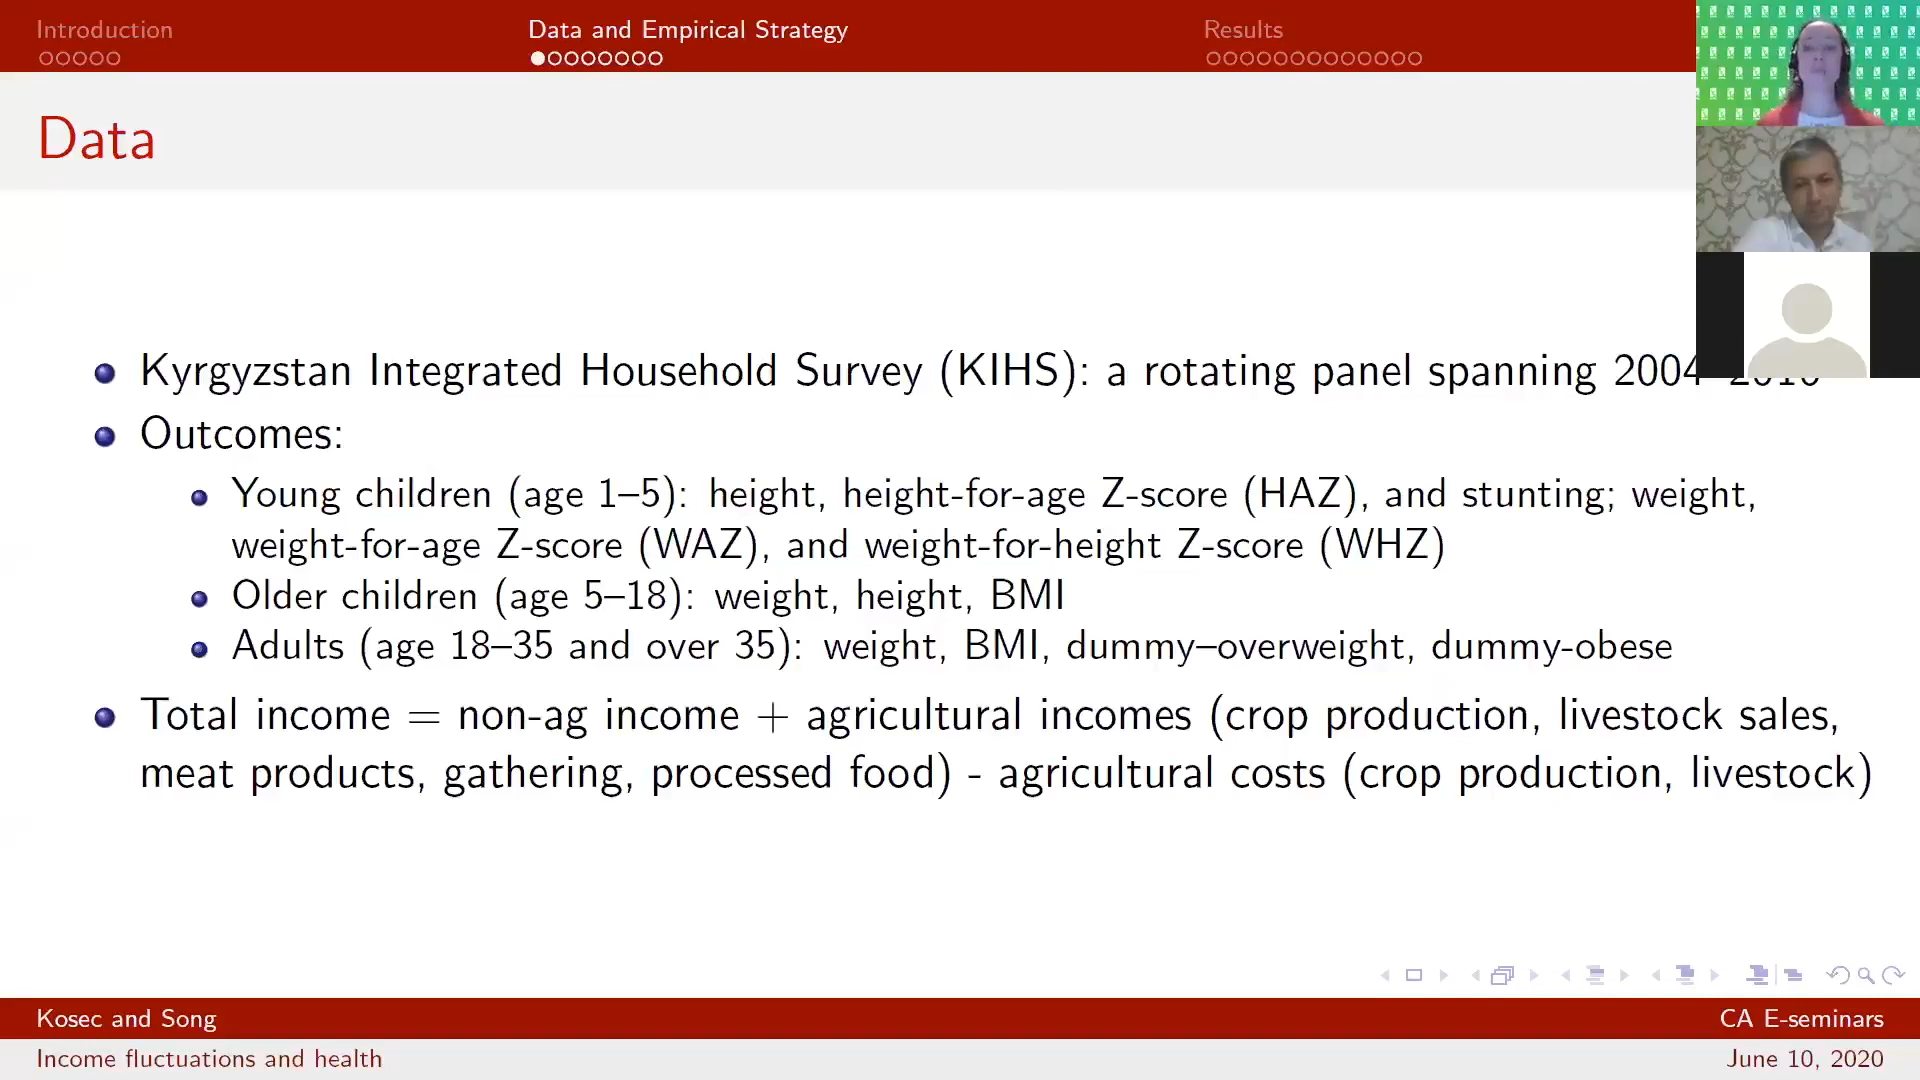 Introduction
Data and Empirical Strategy
Results
Data
Kyrgyzstan Integrated Household Survey (KIHS): a rotating panel spanning 2004
Outcomes:
Young children (age 1–5): height, height-for-age Z-score (HAZ), and stunting; weight,
weight-for-age Z-score (WAZ), and weight-for-height Z-score (WHZ)
Older children (age 5–18): weight, height, BMI
Adults (age 18–35 and over 35): weight, BMI, dummy–overweight, dummy-obese
Total income = non-ag income + agricultural incomes (crop production, livestock sales,
meat products, gathering, processed food) - agricultural costs (crop production, livestock)
Kosec and Song
CA E-seminars
Income fluctuations and health
June 10, 2020